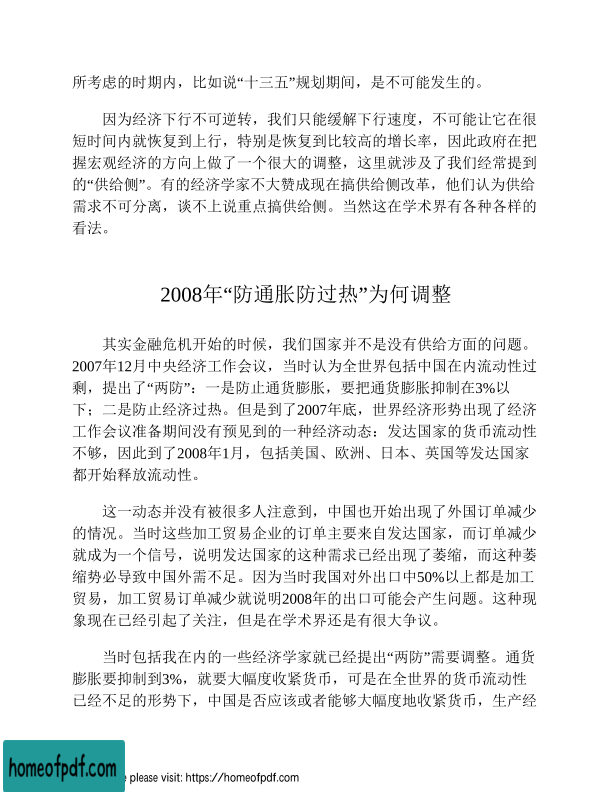 所考虑的时期内，比如说“十三五”规划期间，是不可能发生的。
因为经济下行不可逆转，我们只能缓解下行速度，不可能让它在很
短时间内就恢复到上行，特别是恢复到比较高的增长率，因此政府在把
握宏观经济的方向上做了一个很大的调整，这里就涉及了我们经常提到
的“供给侧”。有的经济学家不大赞成现在搞供给侧改革，他们认为供给
需求不可分离，谈不上说重点搞供给侧。当然这在学术界有各种各样的
看法。
2008年“防通胀防过热”为何调整
其实金融危机开始的时候，我们国家并不是没有供给方面的问题。
2007年12月中央经济工作会议，当时认为全世界包括中国在内流动性过
剩，提出了“两防”：一是防止通货膨胀，要把通货膨胀抑制在3%以
下；二是防止经济过热。但是到了2007年底，世界经济形势出现了经济
工作会议准备期间没有预见到的一种经济动态：发达国家的货币流动性
不够，因此到了2008年1月，包括美国、欧洲、日本、英国等发达国家
都开始释放流动性。
这一动态并没有被很多人注意到，中国也开始出现了外国订单减少
的情况。当时这些加工贸易企业的订单主要来自发达国家，而订单减少
就成为一个信号，说明发达国家的这种需求已经出现了萎缩，而这种萎
缩势必导致中国外需不足。因为当时我国对外出口中50%以上都是加工
贸易，加工贸易订单减少就说明2008年的出口可能会产生问题。这种现
象现在已经引起了关注，但是在学术界还是有很大争议。
当时包括我在内的一些经济学家就已经提出“两防”需要调整。通货
膨胀要抑制到3%，就要大幅度收紧货币，可是在全世界的货币流动性
已经不足的形势下，中国是否应该或者能够大幅度地收紧货币，生产经
homeofpdf.com
e please visit: https://homeofpdf.com